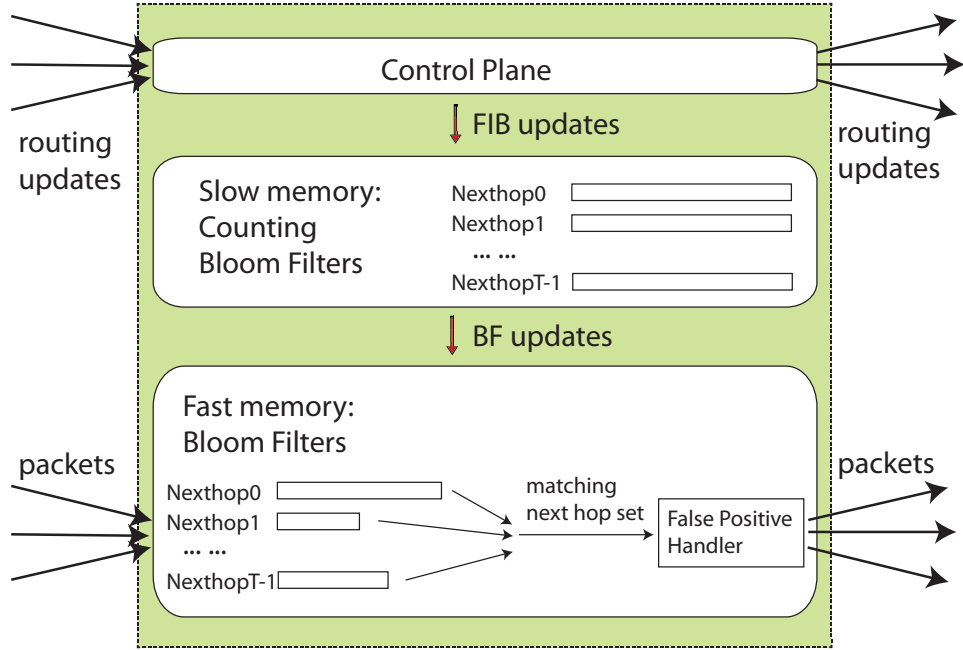 Control Plane
FIB updates
routing
updates
routing
updates
Slow memory:
Counting
Bloom Filters
Nexthop0
Nexthop1
... ...
NexthopT-1
BF updates
Fast memory:
Bloom Filters
packets
packets
Nexthop0
Nexthop1
... ...
NexthopT-1
matching
next hop set
False Positive
Handler